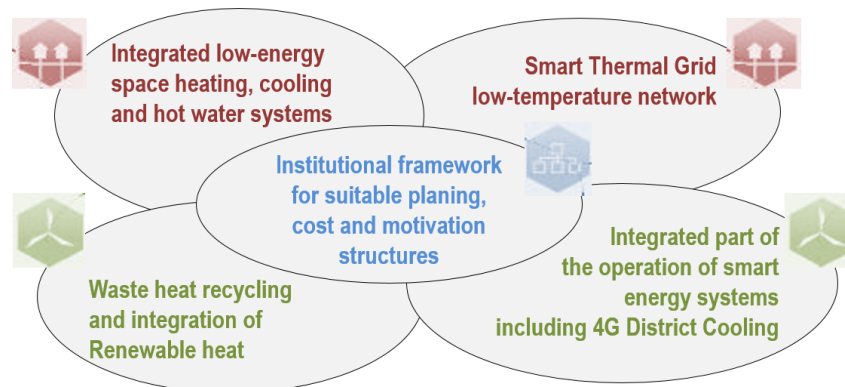 Integrated low-energy
space heating, cooling
and hot water systems
Smart Thermal Grid
low-temperature network
Institutional framework
for suitable planing,
cost and motivation
structures
Waste heat recycling
and integration of
Renewable heat
Integrated part of
the operation of smart
energy systems
including 4G District Cooling